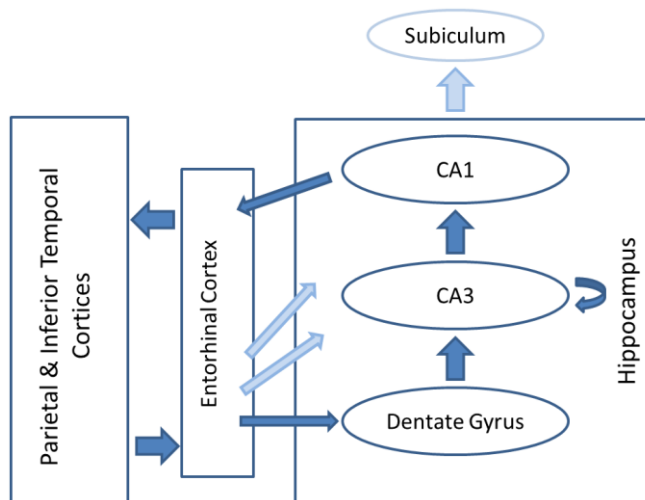 Subiculum
Parietal & Inferior Temporal
Cortices
Entorhinal Cortex
CA1
CA3
Dentate Gyrus
Hippocampus